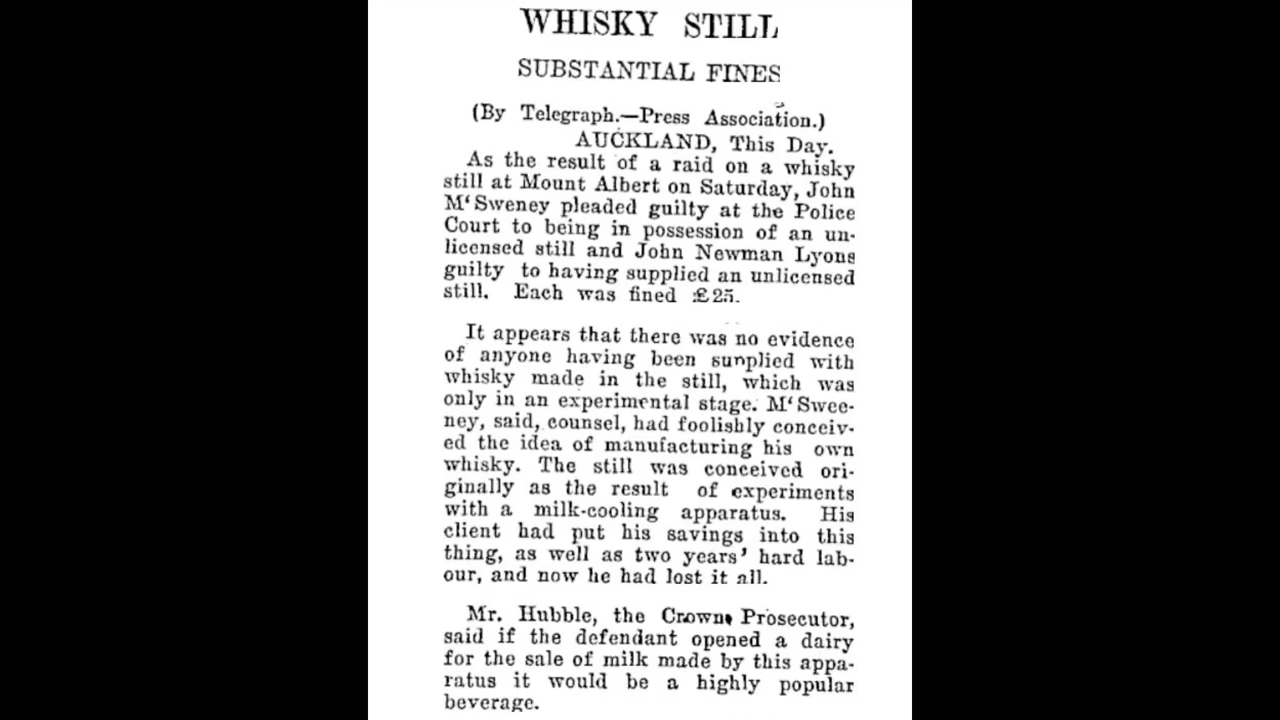 WHISKY STILL
SUBSTANTIAL FINES
(By Telegraph.—Press Association.)
AUCKLAND, This Day.
As the result of a raid on a whisky
still at Mount Albert on Saturday, John
M‘Sweney pleaded guilty at the Police
Court to being in possession of an un-
licensed still and John Newman Lyons
guilty to having supplied an unlicensed
still. Each was fined £25.
It appears that there was no evidence
of anyone having been supplied with
whisky made in the still, which was
only in an experimental stage. M‘Swee-
ney, said, counsel, had foolishly conceiv-
ed the idea of manufacturing his own
whisky. The still was conceived ori-
ginally as the result of experiments
with a milk-cooling apparatus. His
client had put his savings into this
thing, as well as two years’ hard lab-
our, and now he had lost it all.
Mr. Hubble, the Crown Prosecutor,
said if the defendant opened a dairy
for the sale of milk made by this appa-
ratus it would be a highly popular
beverage.